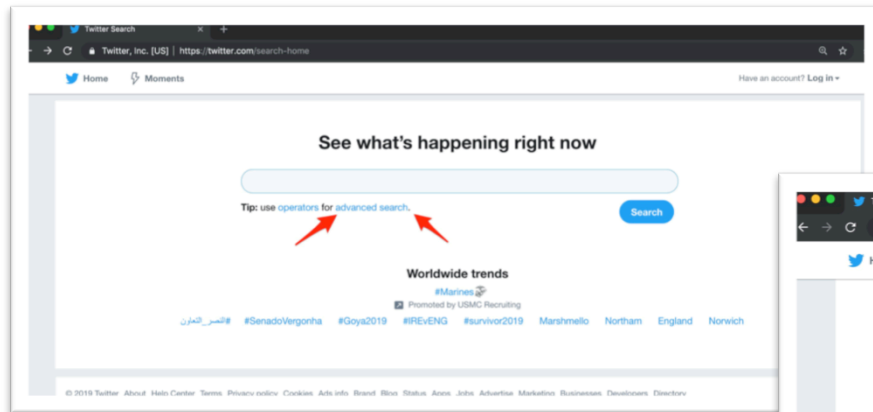 Twitter Search
Twitter, Inc. [US] | https://twitter.com/search-home
Home Moments
Have an account? Log in
See what's happening right now
Tip: use operators for advanced search.
Search
Worldwide trends
#Marines
Promoted by USMC Recruiting
#النصر_التعاون #SenadoVergonha #Goya2019 #IREvENG #survivor2019 Marshmello Northam England Norwich
© 2019 Twitter About Help Center Terms Privacy policy Cookies Ads info Brand Blog Status Apps Jobs Advertise Marketing Businesses Developers Directory